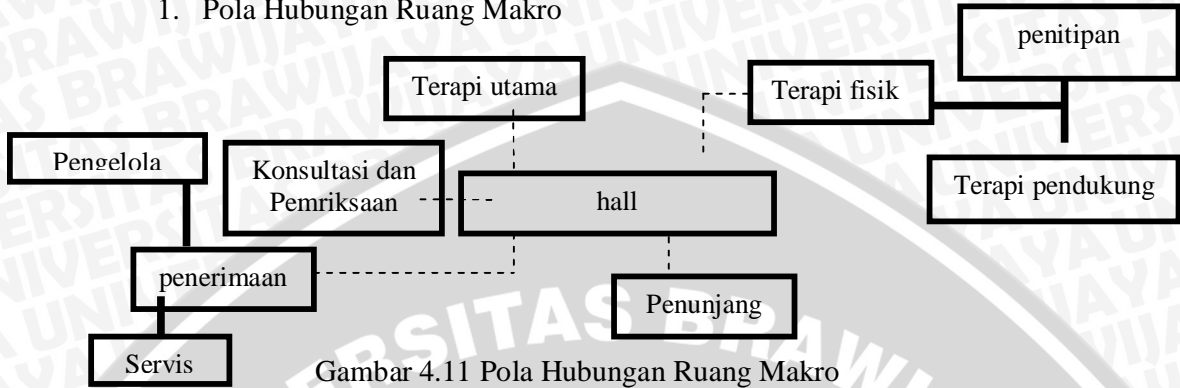 1. Pola Hubungan Ruang Makro
penitipan
Terapi utama
Terapi fisik
Pengelola
Konsultasi dan
Pemriksaan
hall
Terapi pendukung
penerimaan
Penunjang
Servis
Gambar 4.11 Pola Hubungan Ruang Makro